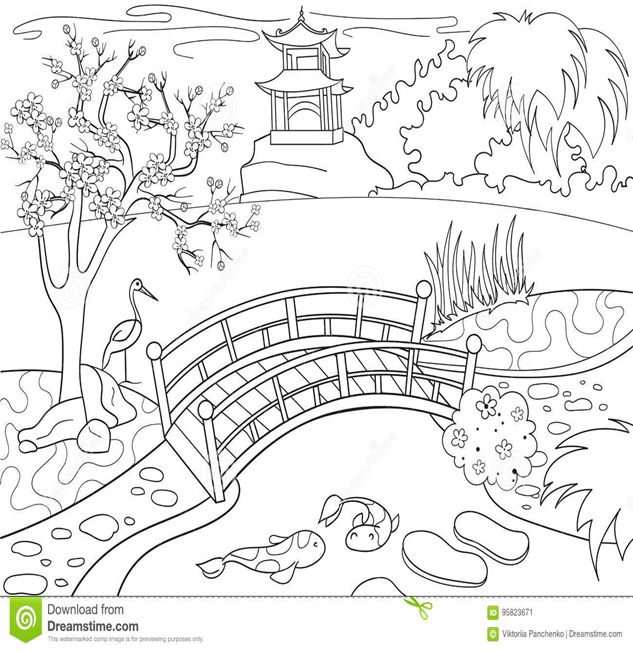 Download from
Dreamstime.com
This watermarked comp image is for previewing purposes only.
ID 95823671
© Viktoriia Panchenko | Dreamstime.com